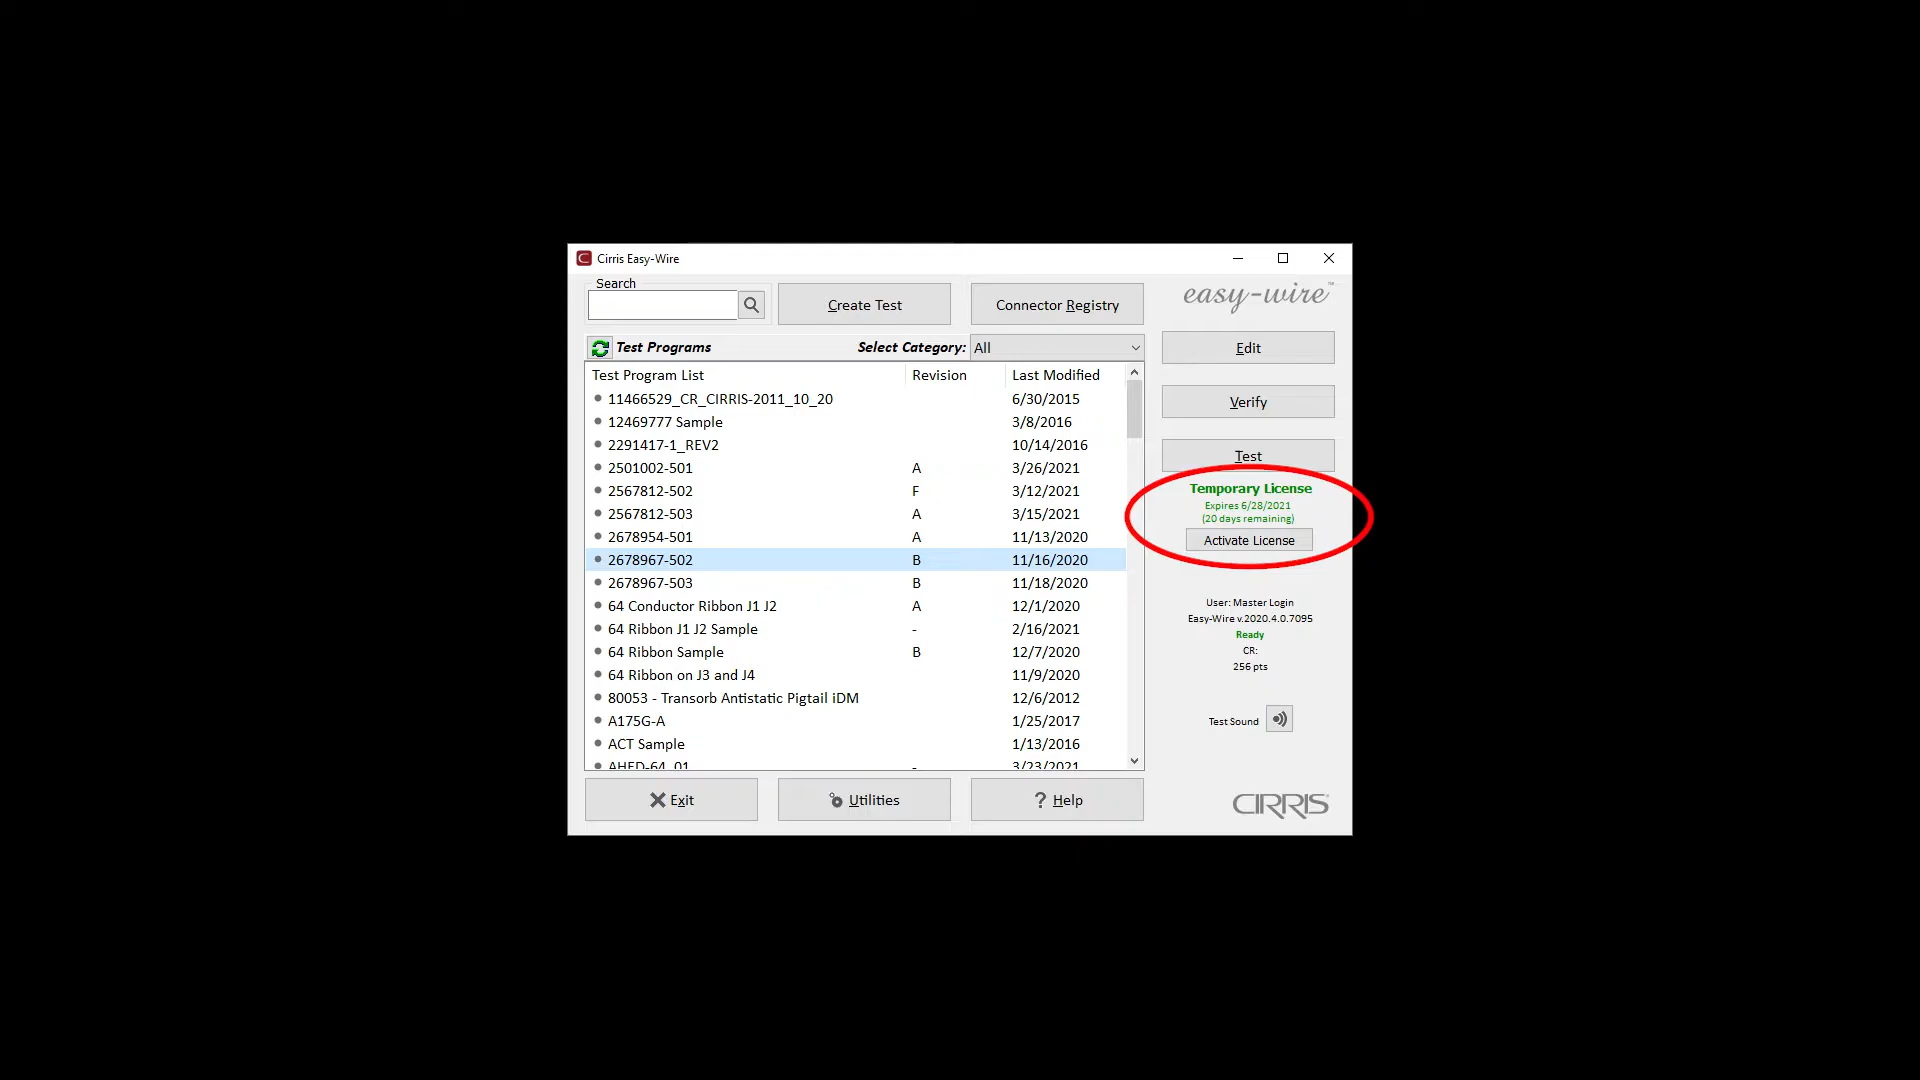 Cirris Easy-Wire
Search
Create Test
Connector Registry
easy-wire™
Test Programs
Select Category: All
Edit
Test Program List Revision Last Modified
11466529_CR_CIRRIS-2011_10_20 6/30/2015
12469777 Sample 3/8/2016
2291417-1_REV2 10/14/2016
2501002-501 A 3/26/2021
2567812-502 F 3/12/2021
2567812-503 A 3/15/2021
2678954-501 A 11/13/2020
2678967-502 B 11/16/2020
2678967-503 B 11/18/2020
64 Conductor Ribbon J1 J2 A 12/1/2020
64 Ribbon J1 J2 Sample - 2/16/2021
64 Ribbon Sample B 12/7/2020
64 Ribbon on J3 and J4 11/9/2020
80053 - Transorb Antistatic Pigtail iDM 12/6/2012
A175G-A 1/25/2017
ACT Sample 1/13/2016
AHED-64_01 - 3/23/2021
Verify
Test
Temporary License
Expires 6/28/2021
(20 days remaining)
Activate License
User: Master Login
Easy-Wire v.2020.4.0.7095
Ready
CR:
256 pts
Test Sound
Exit
Utilities
? Help
CIRRIS